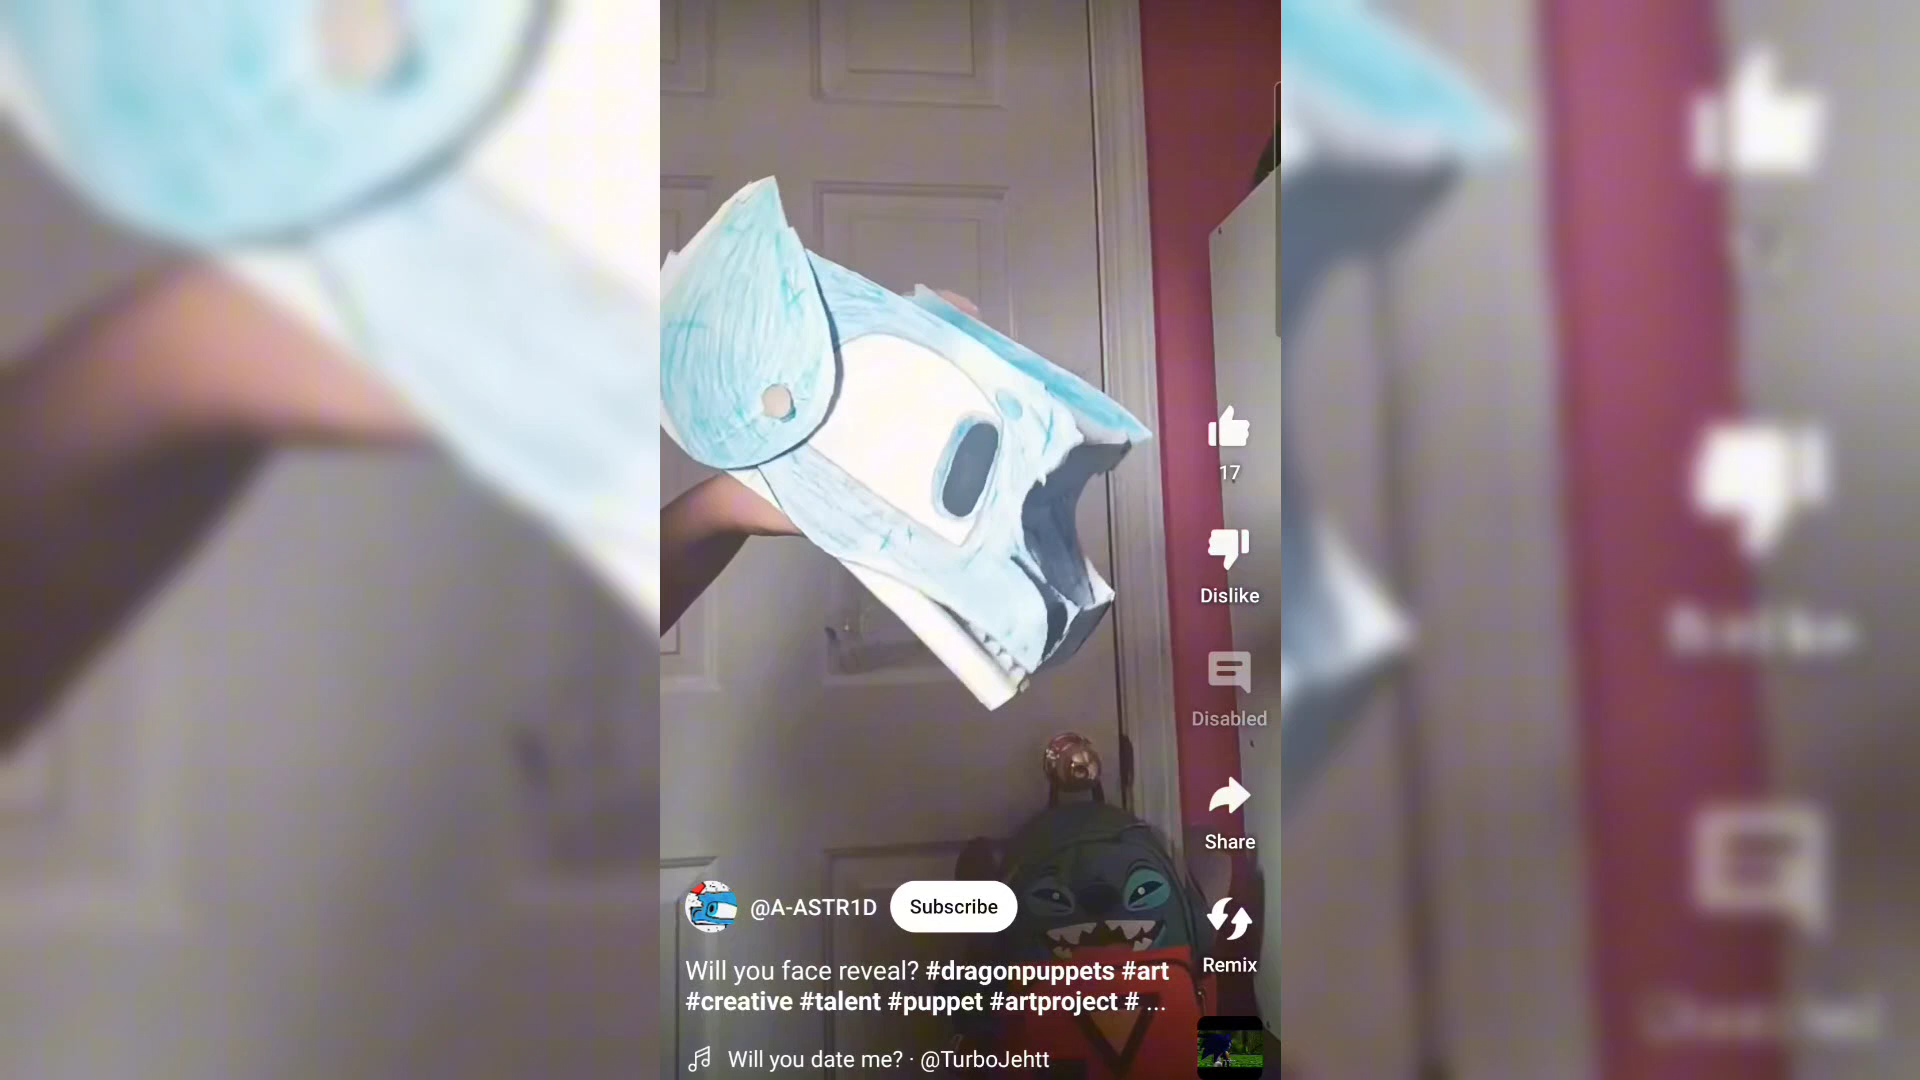 17
Dislike
Disabled
Share
Remix
@A-ASTR1D
Subscribe
Will you face reveal? #dragonpuppets #art
#creative #talent #puppet #artproject # ...
Will you date me? · @TurboJehtt